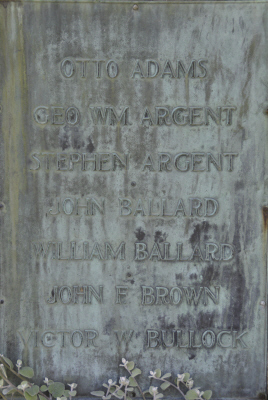 OTTO ADAMS
GEO WM. ARGENT
STEPHEN ARGENT
JOHN BALLARD
WILLIAM BALLARD
JOHN F. BROWN
VICTOR W. BULLOCK